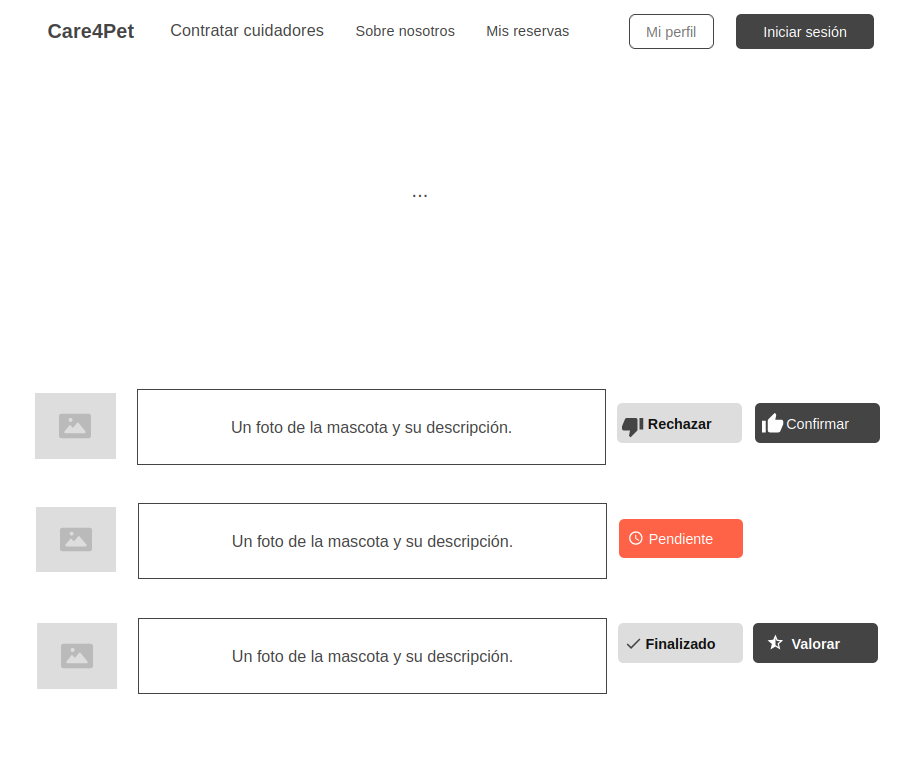 Care4Pet Contratar cuidadores Sobre nosotros Mis reservas Mi perfil Iniciar sesión
...
Un foto de la mascota y su descripción. Rechazar Confirmar
Un foto de la mascota y su descripción. Pendiente
Un foto de la mascota y su descripción. Finalizado Valorar